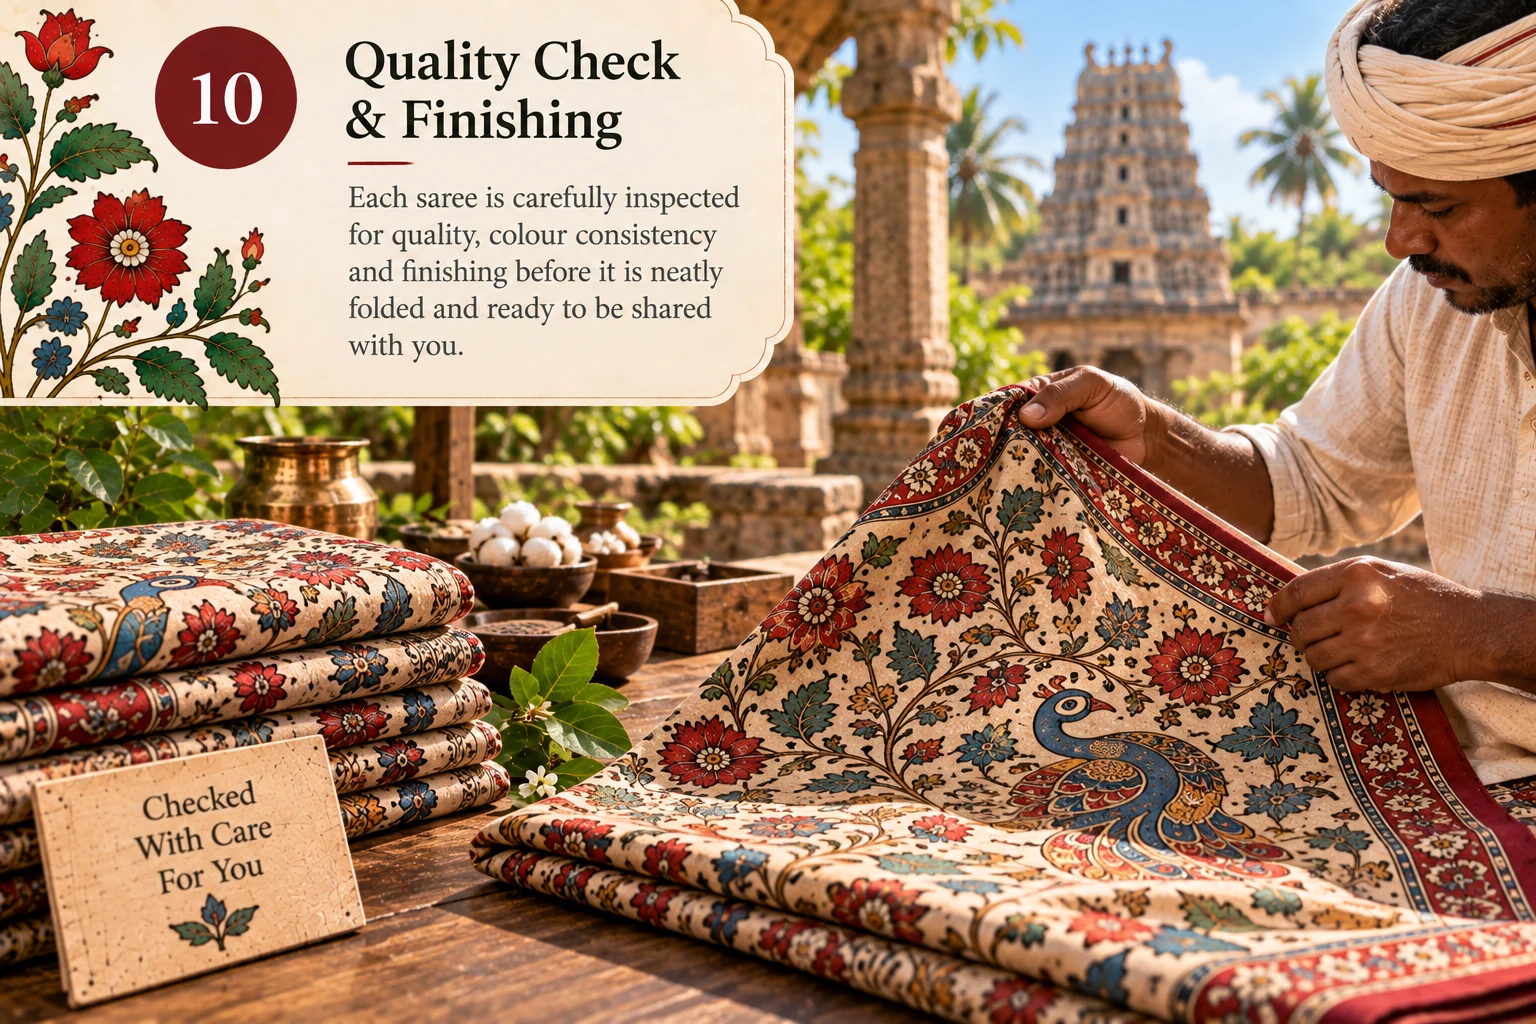 10
Quality Check
& Finishing
Each saree is carefully inspected
for quality, colour consistency
and finishing before it is neatly
folded and ready to be shared
with you.
Checked
With Care
For You